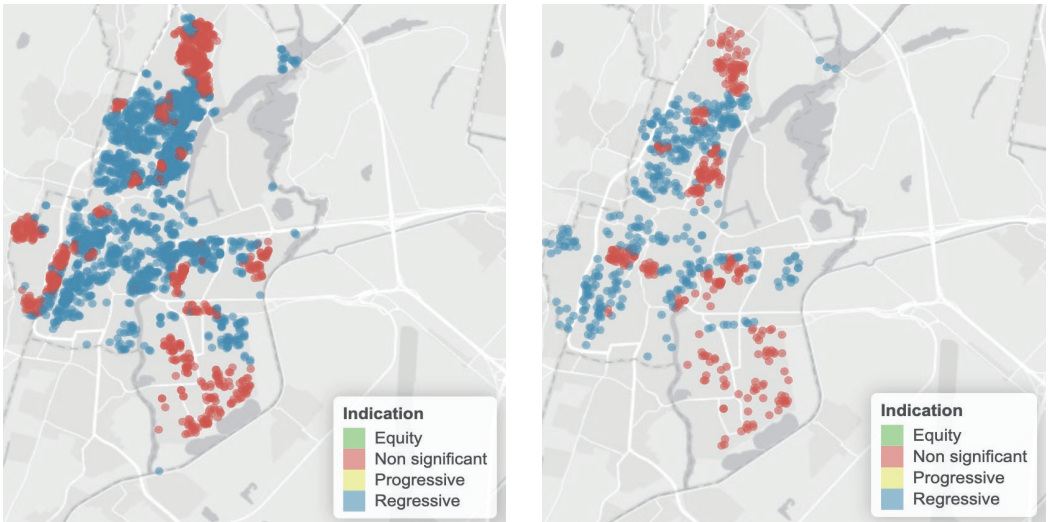 Indication
Equity
Non significant
Progressive
Regressive
Indication
Equity
Non significant
Progressive
Regressive